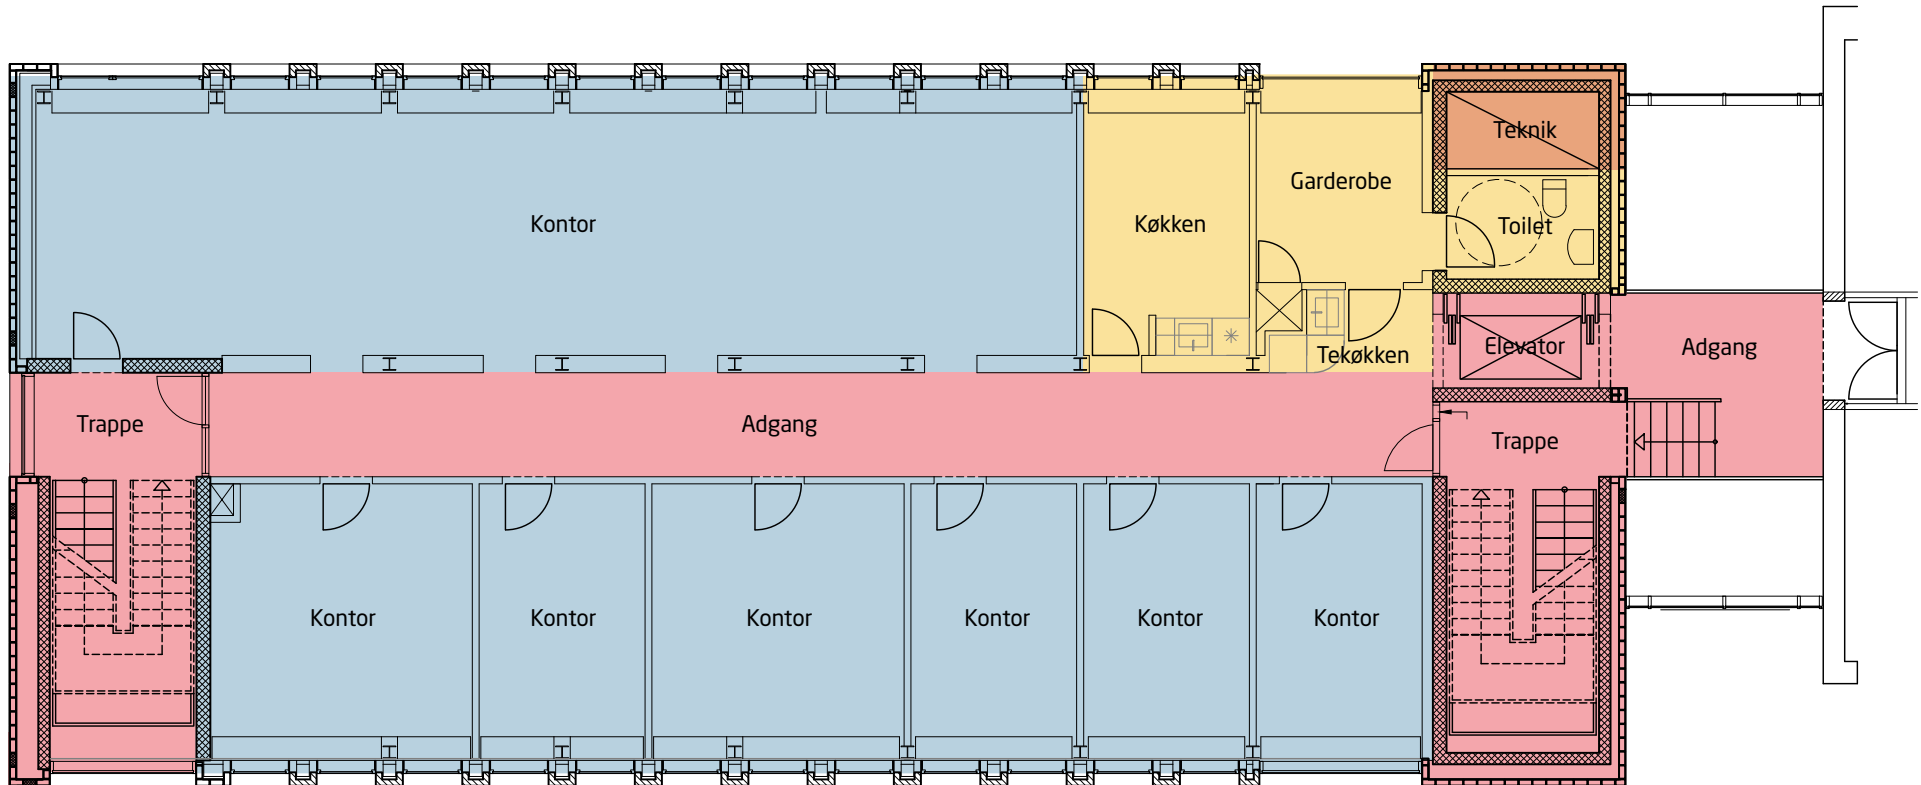 Teknik
Garderobe
Kontor
Køkken
Toilet
Tekøkken
Elevator
Adgang
Trappe
Adgang
Trappe
Kontor
Kontor
Kontor
Kontor
Kontor
Kontor